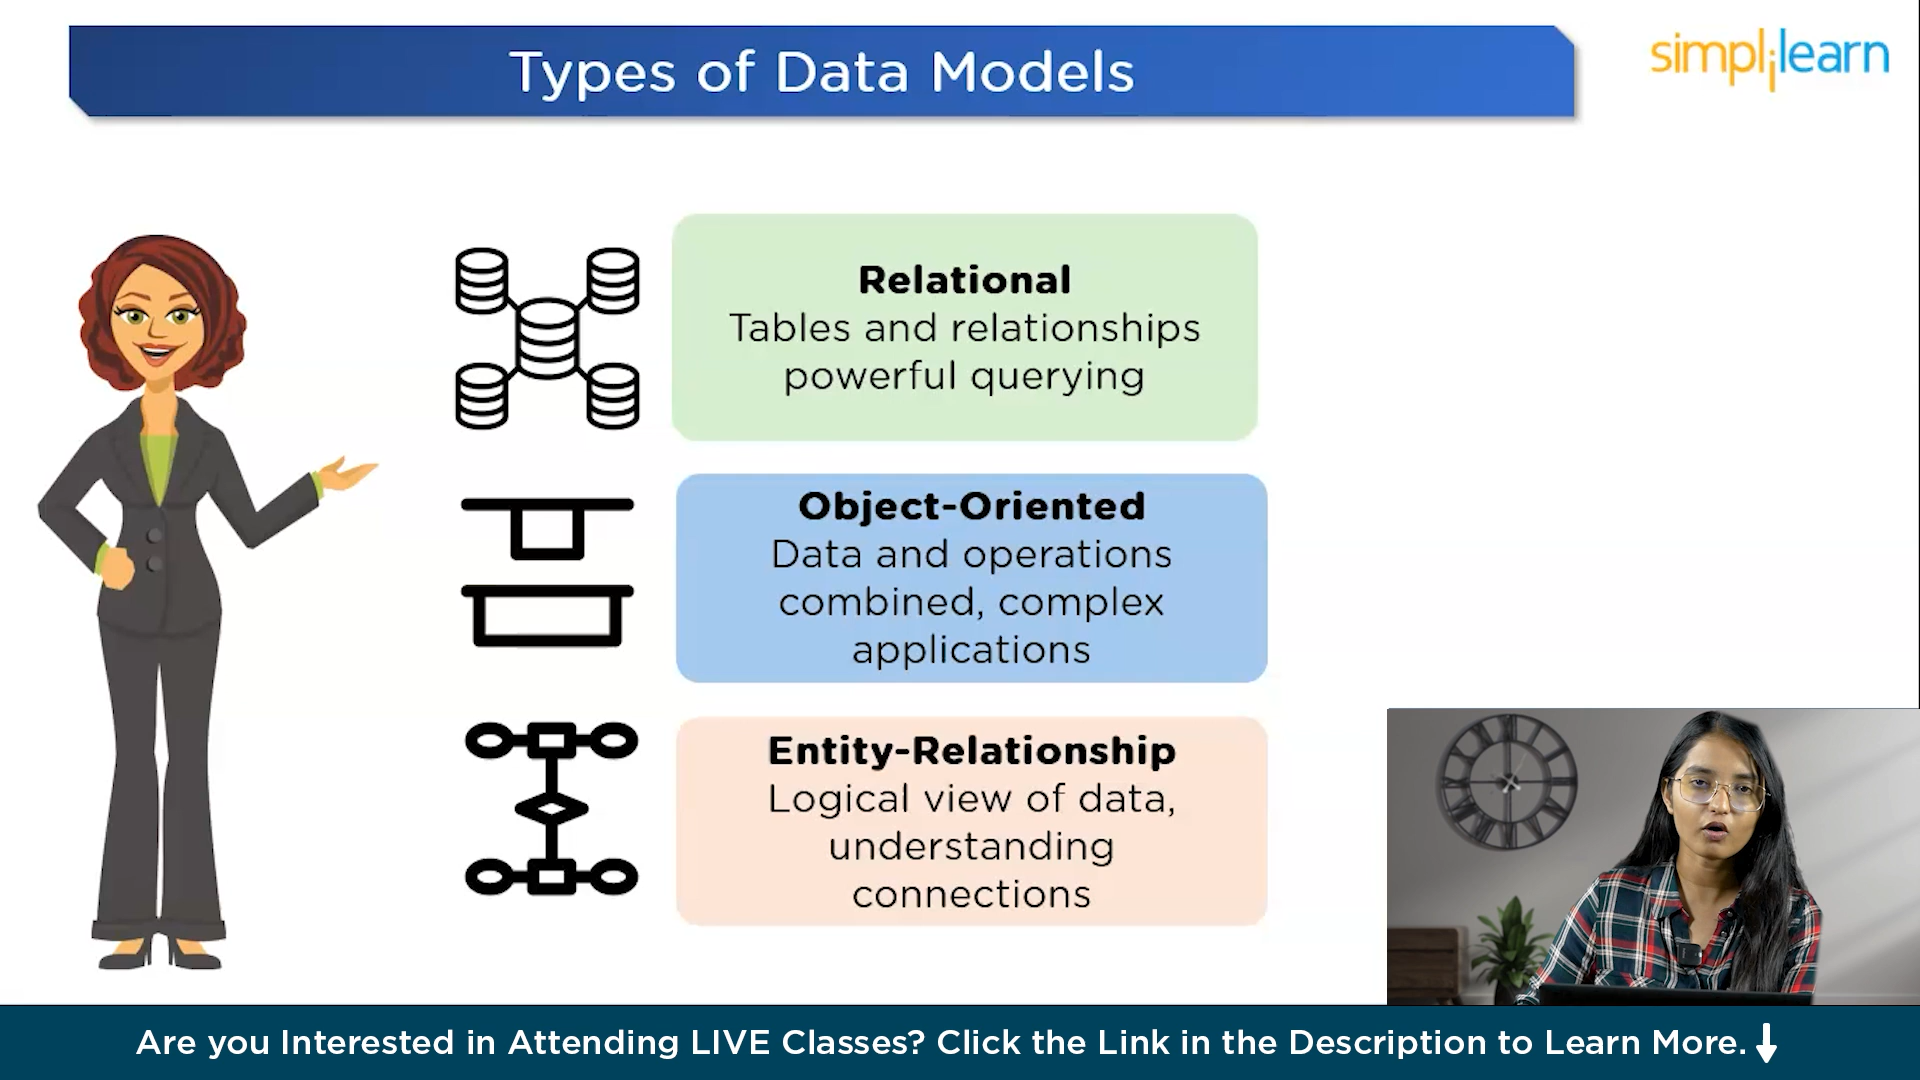 Types of Data Models
simplilearn
Relational
Tables and relationships
powerful querying
Object-Oriented
Data and operations
combined, complex
applications
Entity-Relationship
Logical view of data,
understanding
connections
Are you Interested in Attending LIVE Classes? Click the Link in the Description to Learn More.